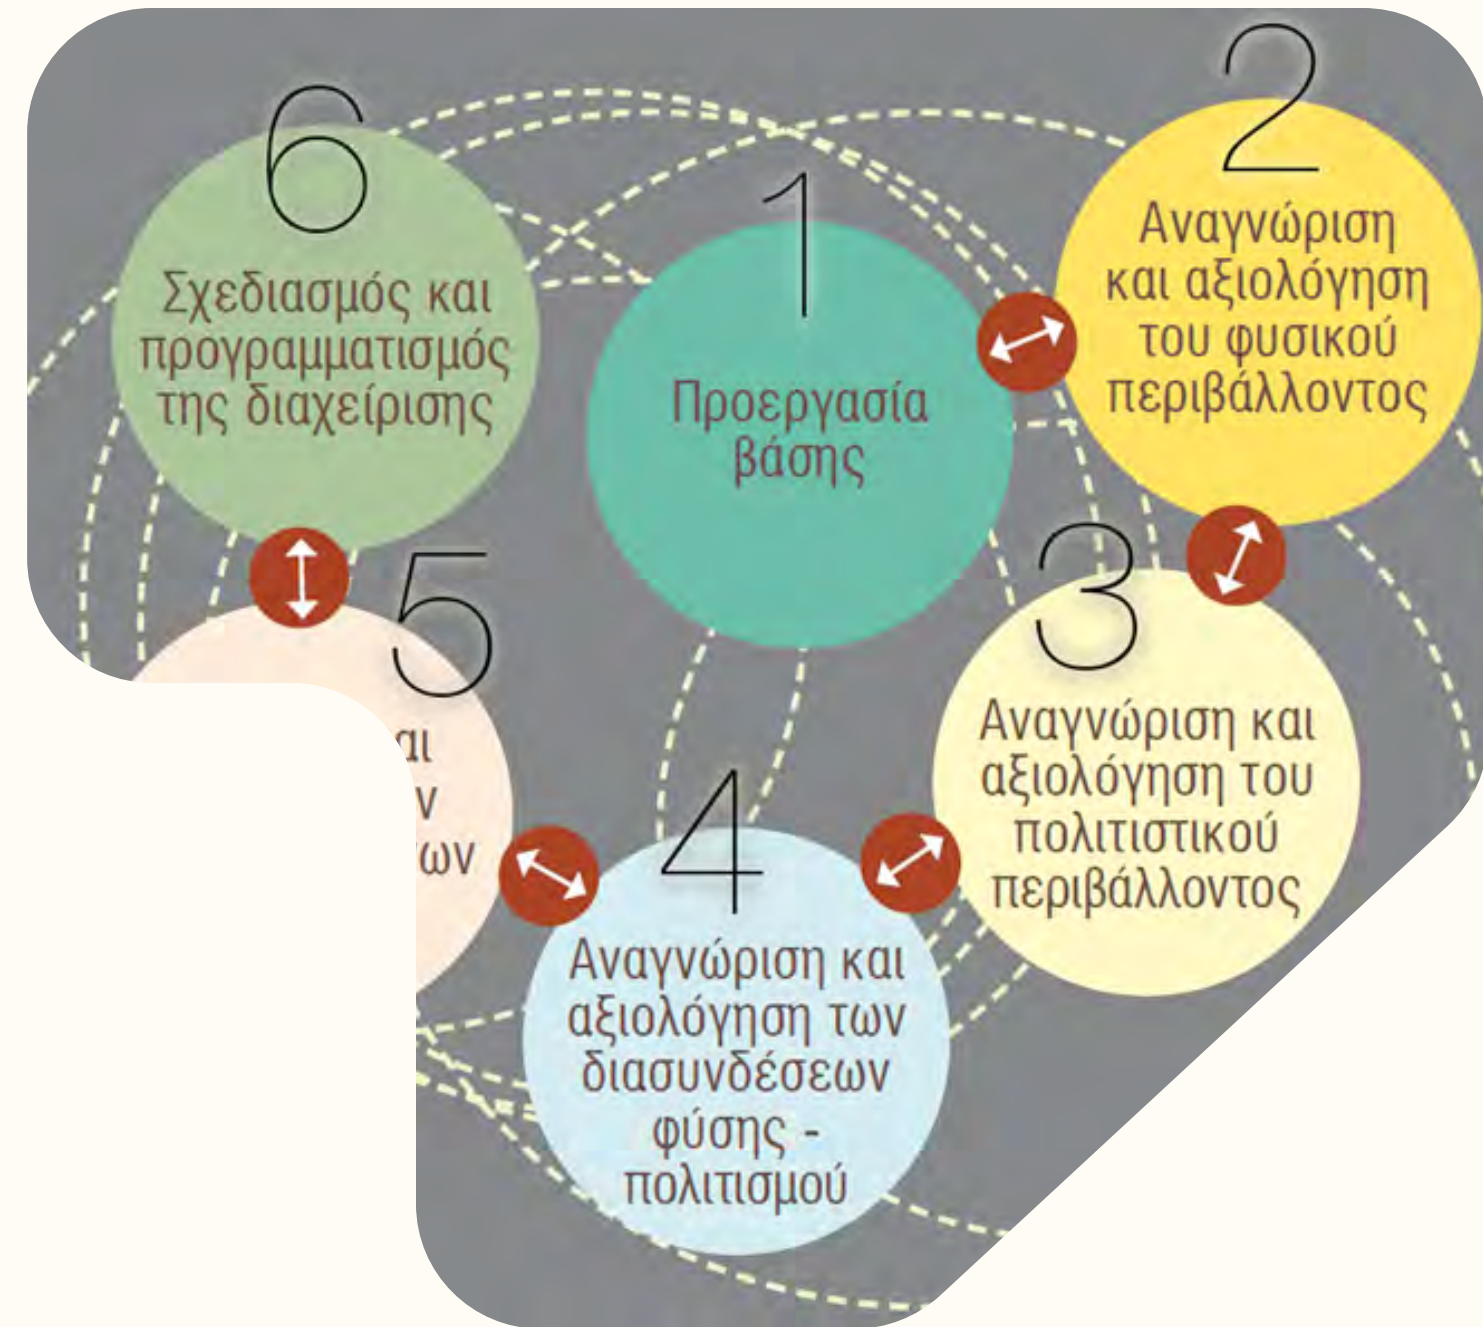 1
Προεργασία
βάσης
2
Αναγνώριση
και αξιολόγηση
του φυσικού
περιβάλλοντος
3
Αναγνώριση και
αξιολόγηση του
πολιτιστικού
περιβάλλοντος
4
Αναγνώριση και
αξιολόγηση των
διασυνδέσεων
φύσης -
πολιτισμού
5
6
Σχεδιασμός και
προγραμματισμός
της διαχείρισης